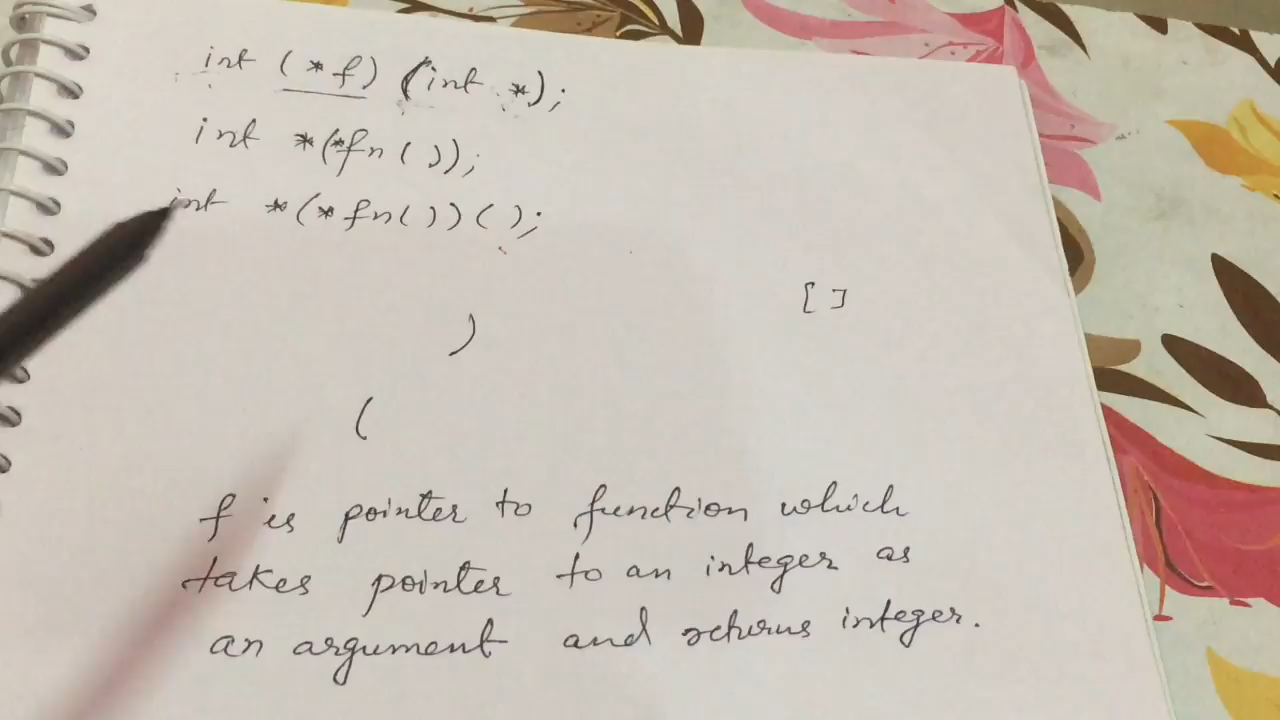 int (*f) (int *);
int *(*fn());
int *(*fn())();
[]
)
(
f is pointer to function which
takes pointer to an integer as
an argument and returns integer.